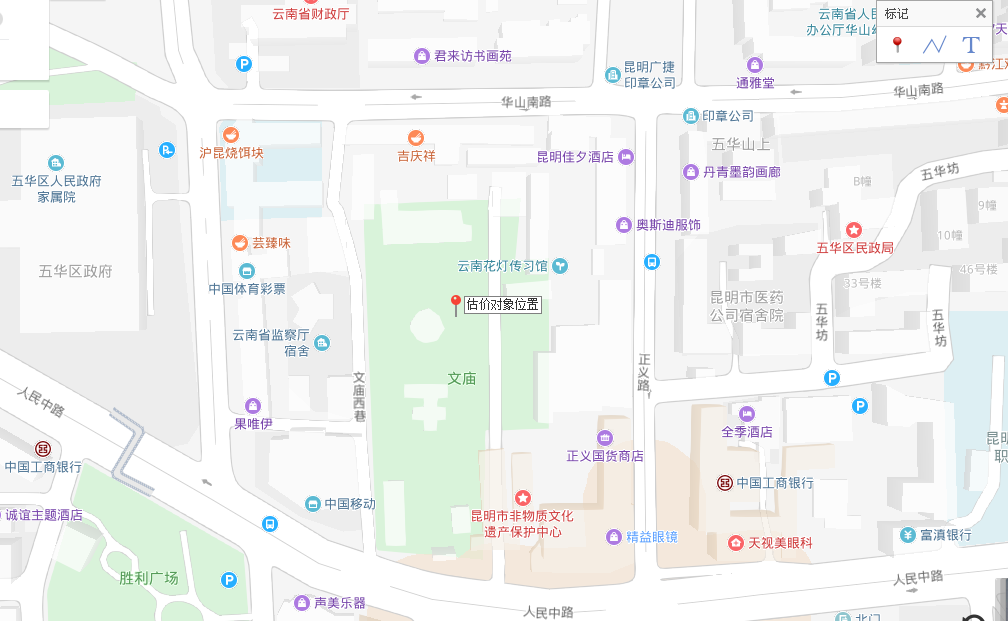 云南省财政厅
君来访书画苑
昆明广捷
印章公司
通雅堂
云南省人民
办公厅华山
标记
T
华山南路
华山南路
印章公司
五华山上
沪昆烧饵块
吉庆祥
昆明佳夕酒店
丹青墨韵画廊
五华坊
B幢
9幢
五华区人民政府
家属院
奥斯迪服饰
五华区民政局
10幢
芸臻味
云南花灯传习馆
五华区政府
中国体育彩票
46号楼
33号楼
估价对象位置
昆明市医药
公司宿舍院
五华坊
五华坊
云南省监察厅
宿舍
文庙
文庙西巷
正义路
人民中路
果唯伊
全季酒店
正义国货商店
中国工商银行
中国工商银行
诚谊主题酒店
中国移动
昆明市非物质文化
遗产保护中心
精益眼镜
天视美眼科
富滇银行
胜利广场
声美乐器
人民中路
人民中路
北门